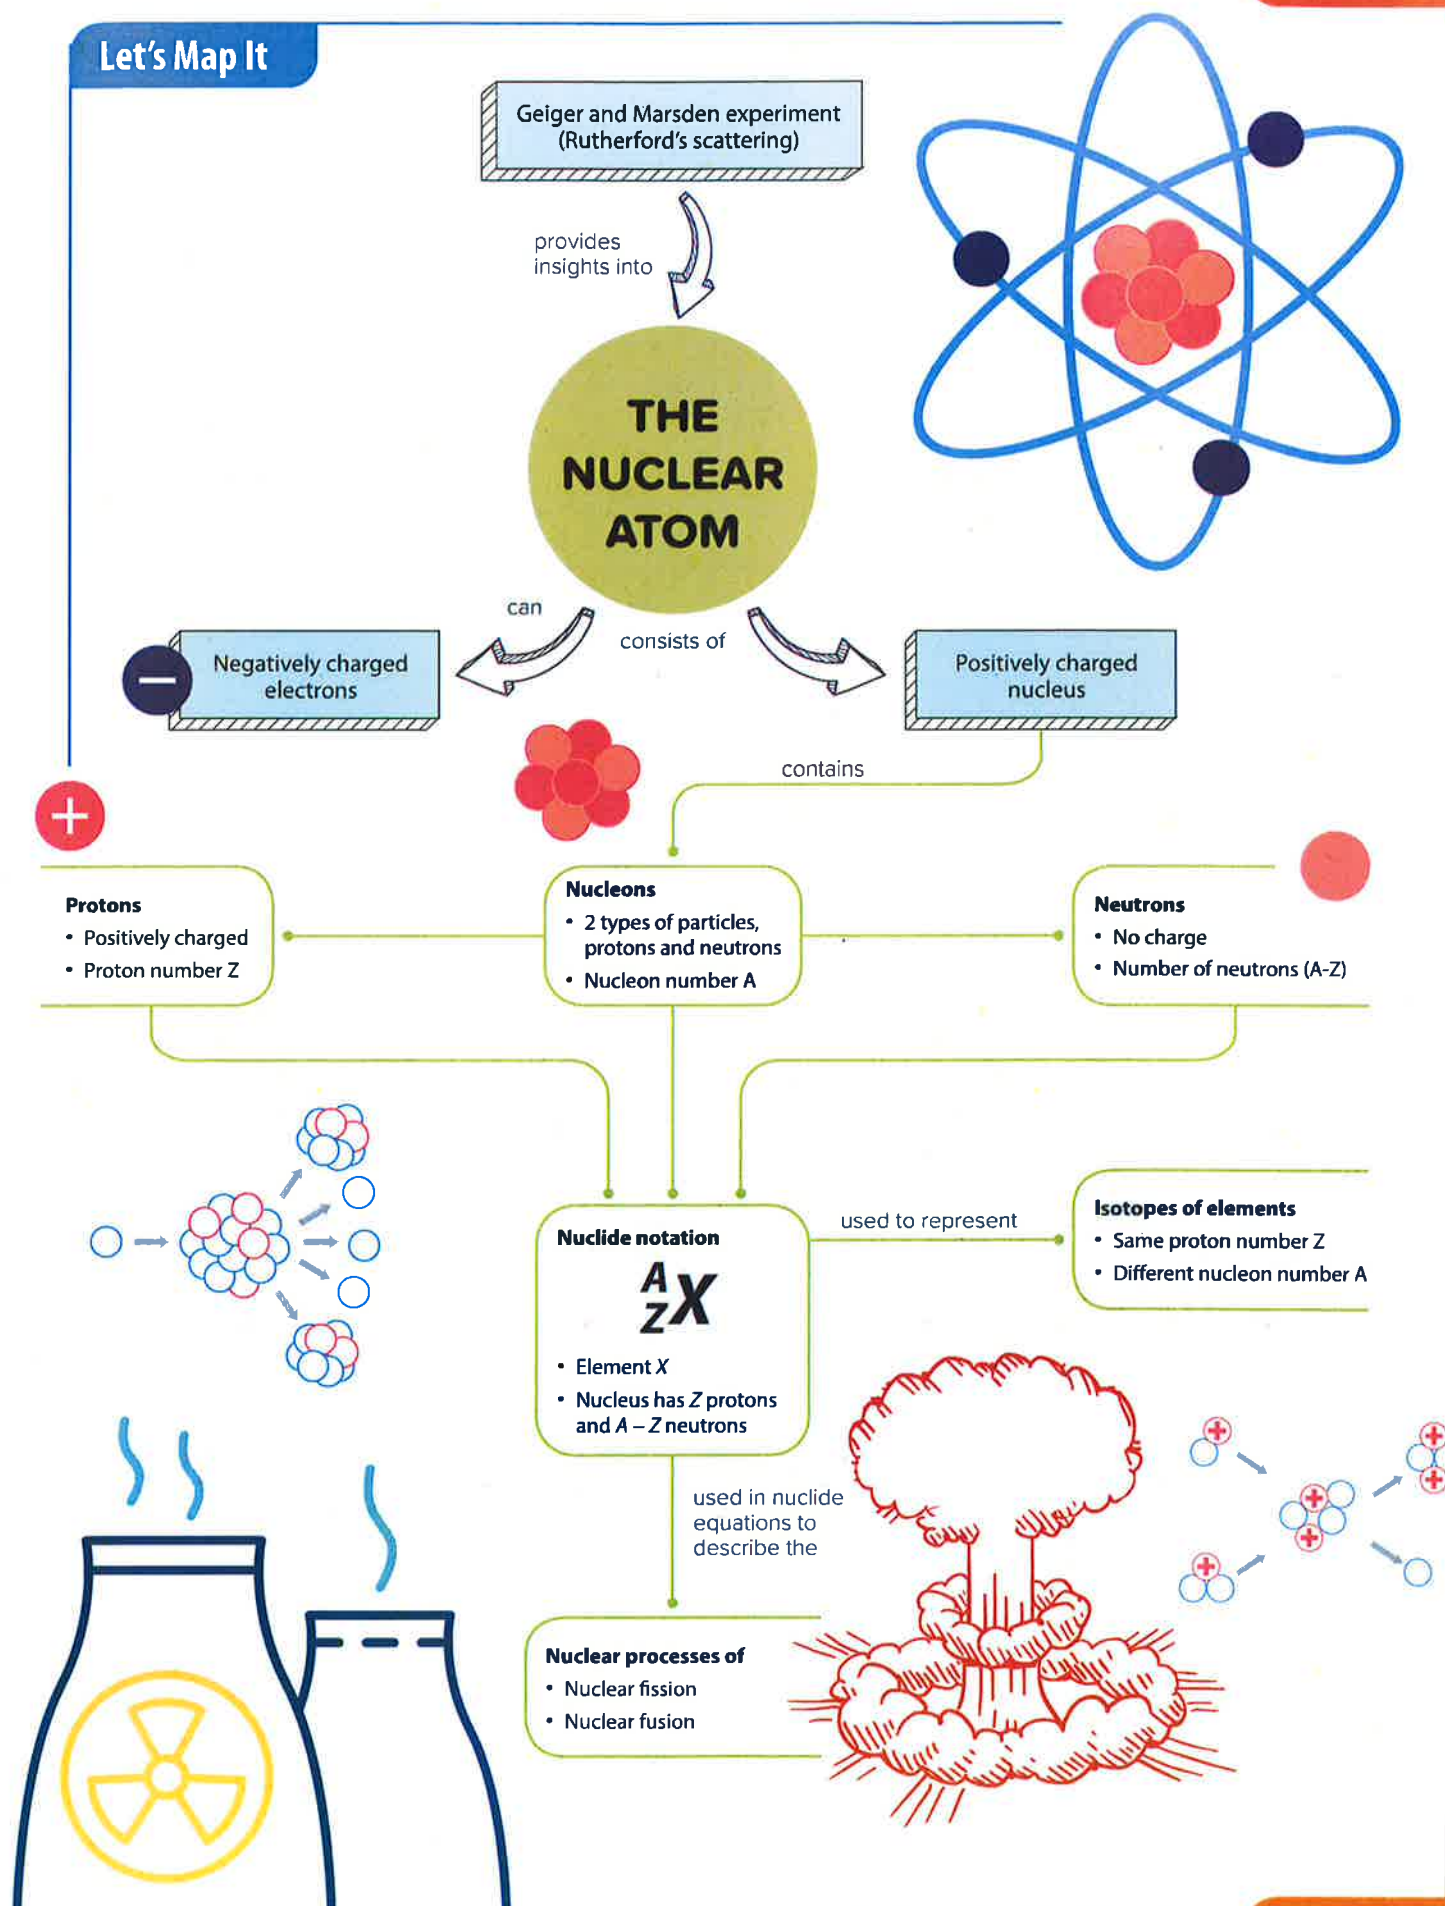 Let's Map It
Geiger and Marsden experiment
(Rutherford's scattering)
provides
insights into
THE
NUCLEAR
ATOM
can
consists of
Negatively charged
electrons
Positively charged
nucleus
contains
Protons
• Positively charged
• Proton number Z
Nucleons
• 2 types of particles,
protons and neutrons
• Nucleon number A
Neutrons
• No charge
• Number of neutrons (A-Z)
Nuclide notation
A
Z X
• Element X
• Nucleus has Z protons
and A – Z neutrons
used to represent
Isotopes of elements
• Same proton number Z
• Different nucleon number A
used in nuclide
equations to
describe the
Nuclear processes of
• Nuclear fission
• Nuclear fusion